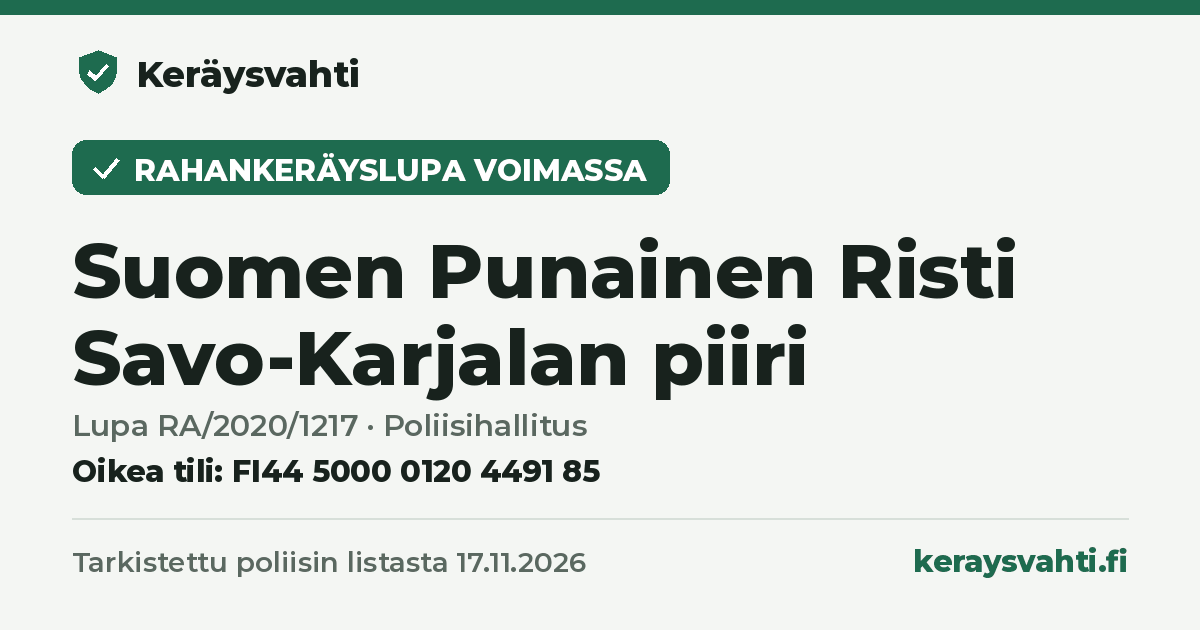 Keräysvahti
RAHANKERÄYSLUPA VOIMASSA
Suomen Punainen Risti
Savo-Karjalan piiri
Lupa RA/2020/1217 · Poliisihallitus
Oikea tili: FI44 5000 0120 4491 85
Tarkistettu poliisin listasta 17.11.2026
keraysvahti.fi